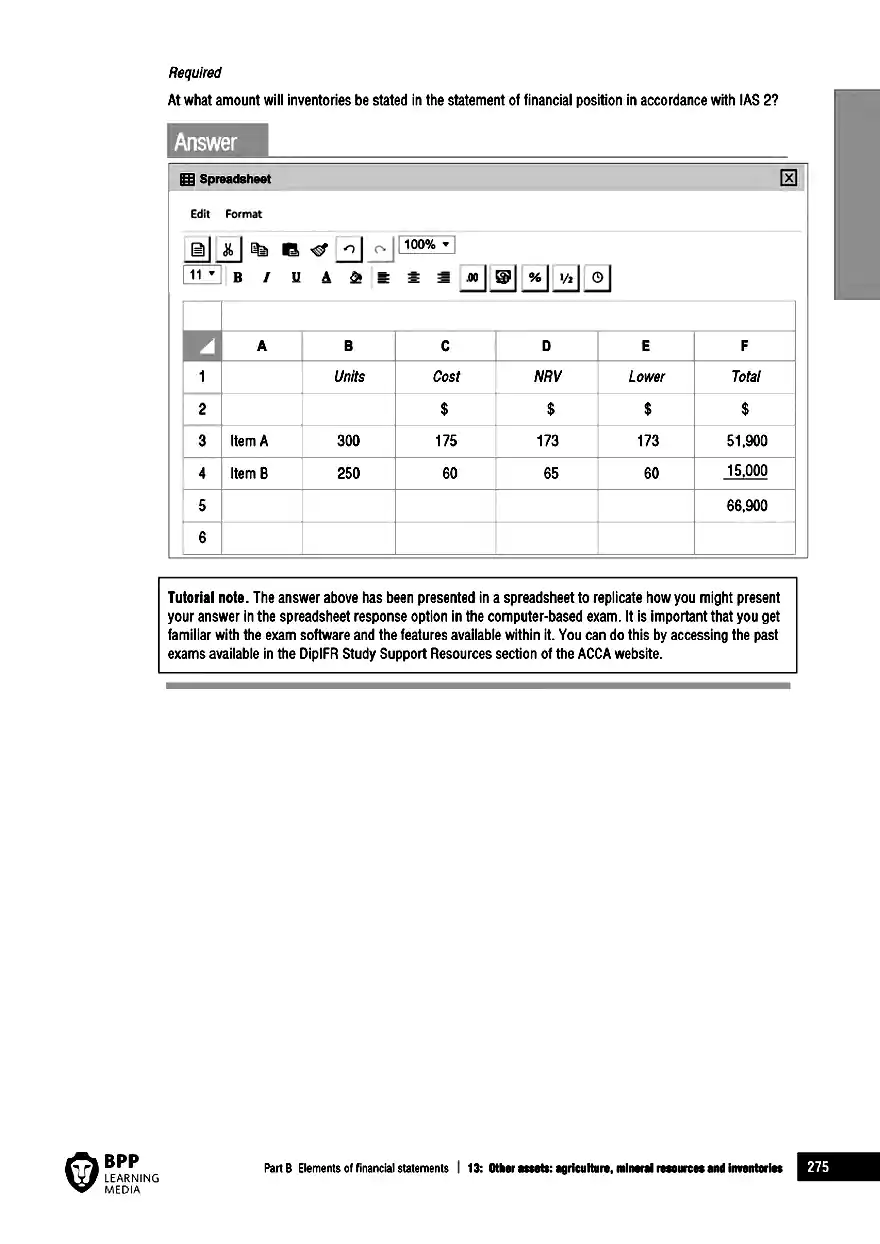 Required
At what amount will inventories be stated in the statement of financial position in accordance with IAS 2?
Answer
Spreadsheet
Edit Format
100%
11 B I U A .00 % 1/2
A B C D E F
1 Units Cost NRV Lower Total
2 $ $ $ $
3 Item A 300 175 173 173 51,900
4 Item B 250 60 65 60 15,000
5 66,900
6
Tutorial note. The answer above has been presented in a spreadsheet to replicate how you might present
your answer in the spreadsheet response option in the computer-based exam. It is important that you get
familiar with the exam software and the features available within it. You can do this by accessing the past
exams available in the DipIFR Study Support Resources section of the ACCA website.
BPP
LEARNING
MEDIA
Part B Elements of financial statements | 13: Other assets: agriculture, mineral resources and inventories 275